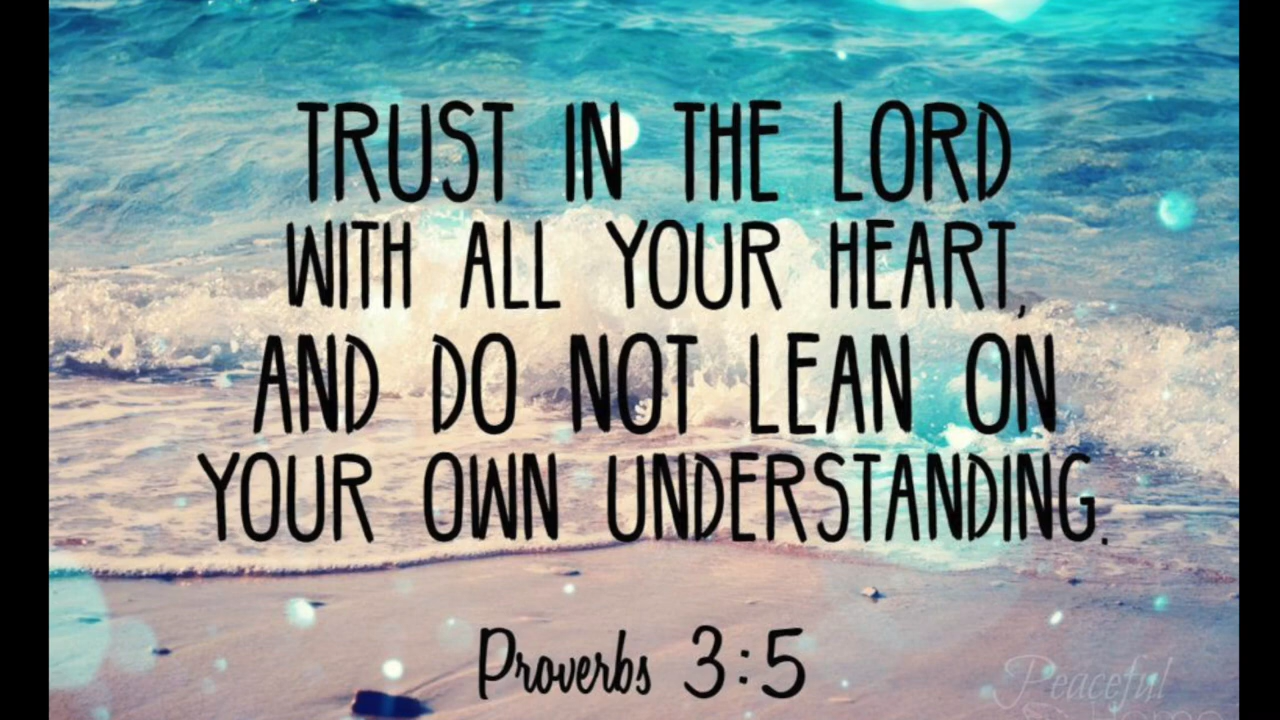 TRUST IN THE LORD
WITH ALL YOUR HEART,
AND DO NOT LEAN ON
YOUR OWN UNDERSTANDING.
Proverbs 3:5
Peaceful